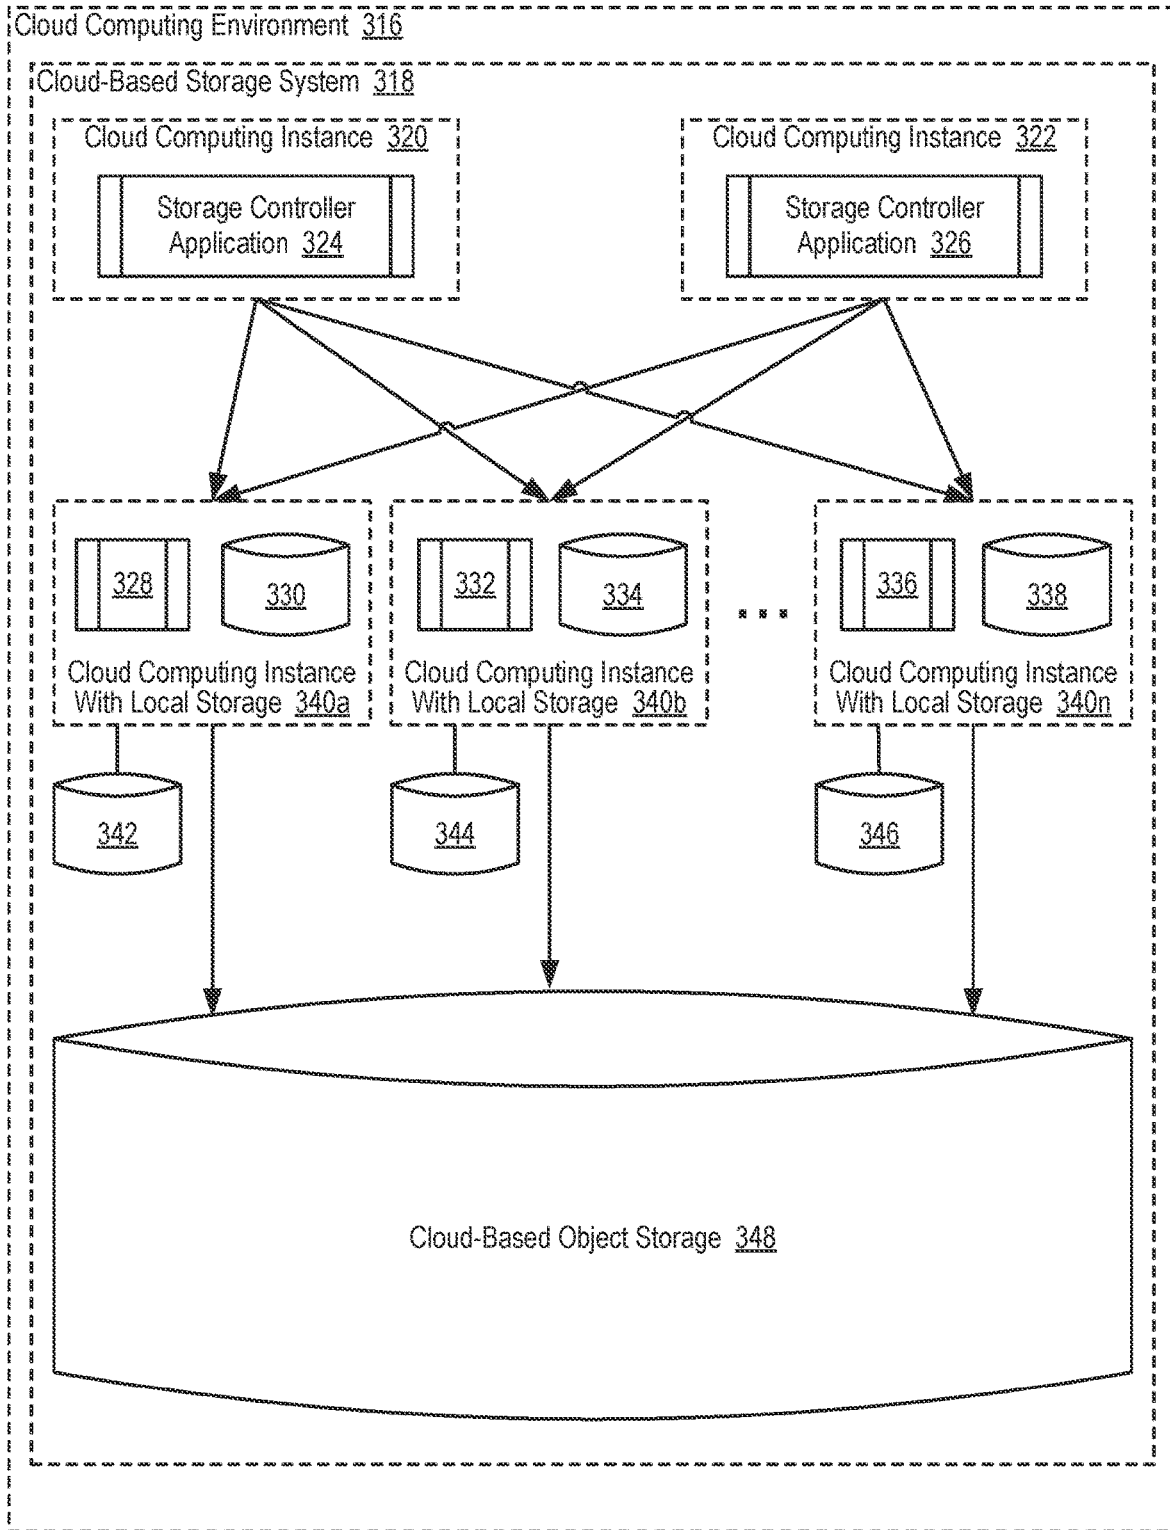 Cloud Computing Environment 316
Cloud-Based Storage System 318
Cloud Computing Instance 320
Storage Controller
Application 324
Cloud Computing Instance 322
Storage Controller
Application 326
328
330
Cloud Computing Instance
With Local Storage 340a
332
334
Cloud Computing Instance
With Local Storage 340b
...
336
338
Cloud Computing Instance
With Local Storage 340n
342
344
346
Cloud-Based Object Storage 348